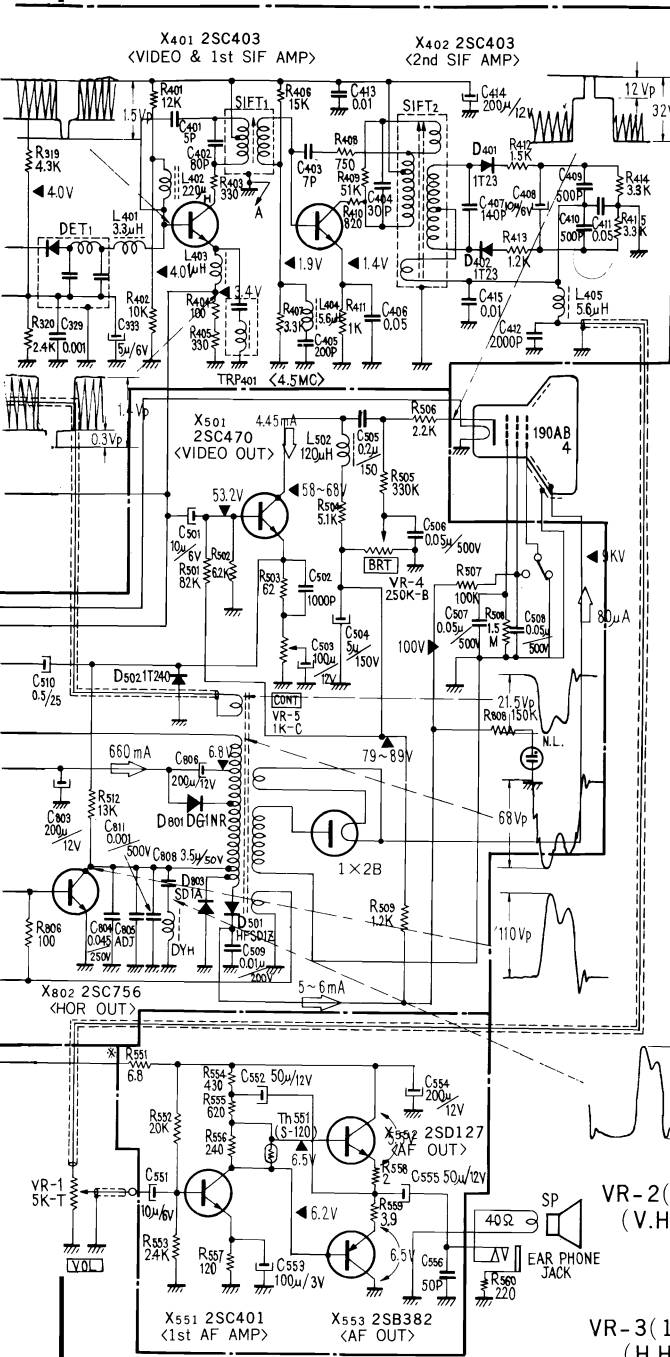 X401 2SC403
<VIDEO & 1st SIF AMP>
X402 2SC403
<2nd SIF AMP>
R401
12K
1.5Vp
C401
5P
C402
80P
SIFT1
R406
15K
C413
0.01
SIFT2
C414
200μ/12V
12Vp
32V
R319
4.3K
4.0V
L402
220μH
R403
330
A
C403
7P
R408
750
R409
51K
R410
820
C404
30P
D401
1T23
R412
1.5K
C407
140P
C408
10μ/6V
C409
500P
C410
500P
C411
0.05
R414
3.3K
R415
3.3K
DET1
L401
3.3μH
L403
1μH
4.0V
3.4V
1.9V
1.4V
D402
1T23
R413
1.2K
R402
10K
R404
100
R405
330
R407
3.3K
L404
5.6μH
C405
200P
R411
1K
C406
0.05
C415
0.01
C412
2000P
L405
5.6μH
R320
2.4K
C329
0.001
C333
5μ/6V
TRP401 <4.5MC>
1.4Vp
0.3Vp
X501
2SC470
<VIDEO OUT>
4.45mA
L502
120μH
C505
0.2μ
/150
R506
2.2K
190AB
4
53.2V
58~68V
R505
330K
R504
5.1K
C501
10μ
/6V
R501
82K
R502
6.2K
R503
62
C502
1000P
BRT
VR-4
250K-B
C506
0.05μ
/500V
R507
100K
9KV
80μA
C503
100μ
/12V
C504
5μ
/150V
C507
0.05μ
/500V
R508
1.5
M
C508
0.05μ
/500V
100V
C510
0.5/25
D502 1T240
CONT
VR-5
1K-C
21.5Vp
R808 150K
N.L.
660mA
6.8V
79~89V
C806
200μ/12V
D801 DG1NR
68Vp
C803
200μ
/12V
R512
13K
C811
0.001
/500V
C808 3.5μ/50V
1×2B
D803
SD1A
D501
HFSD1Z
R509
1.2K
110Vp
R806
100
C804
0.045
/250V
C805
ADJ
DYH
C509
0.01μ
/200V
5~6mA
X802 2SC756
<HOR OUT>
*
R551
6.8
R554
430
R555
620
C552 50μ/12V
C554
200μ
/12V
R552
20K
R556
240
Th551
(S-120)
6.5V
X552 2SD127
<AF OUT>
R558
2
C555 50μ/12V
VR-1
5K-T
C551
10μ/6V
6.2V
R559
3.9
SP
40Ω
VR-2(
(V.H
R553
2.4K
R557
120
C553
100μ/3V
6.5V
C556
50P
EAR PHONE
JACK
R560
220
VOL
X551 2SC401
<1st AF AMP>
X553 2SB382
<AF OUT>
VR-3(1
(H.H